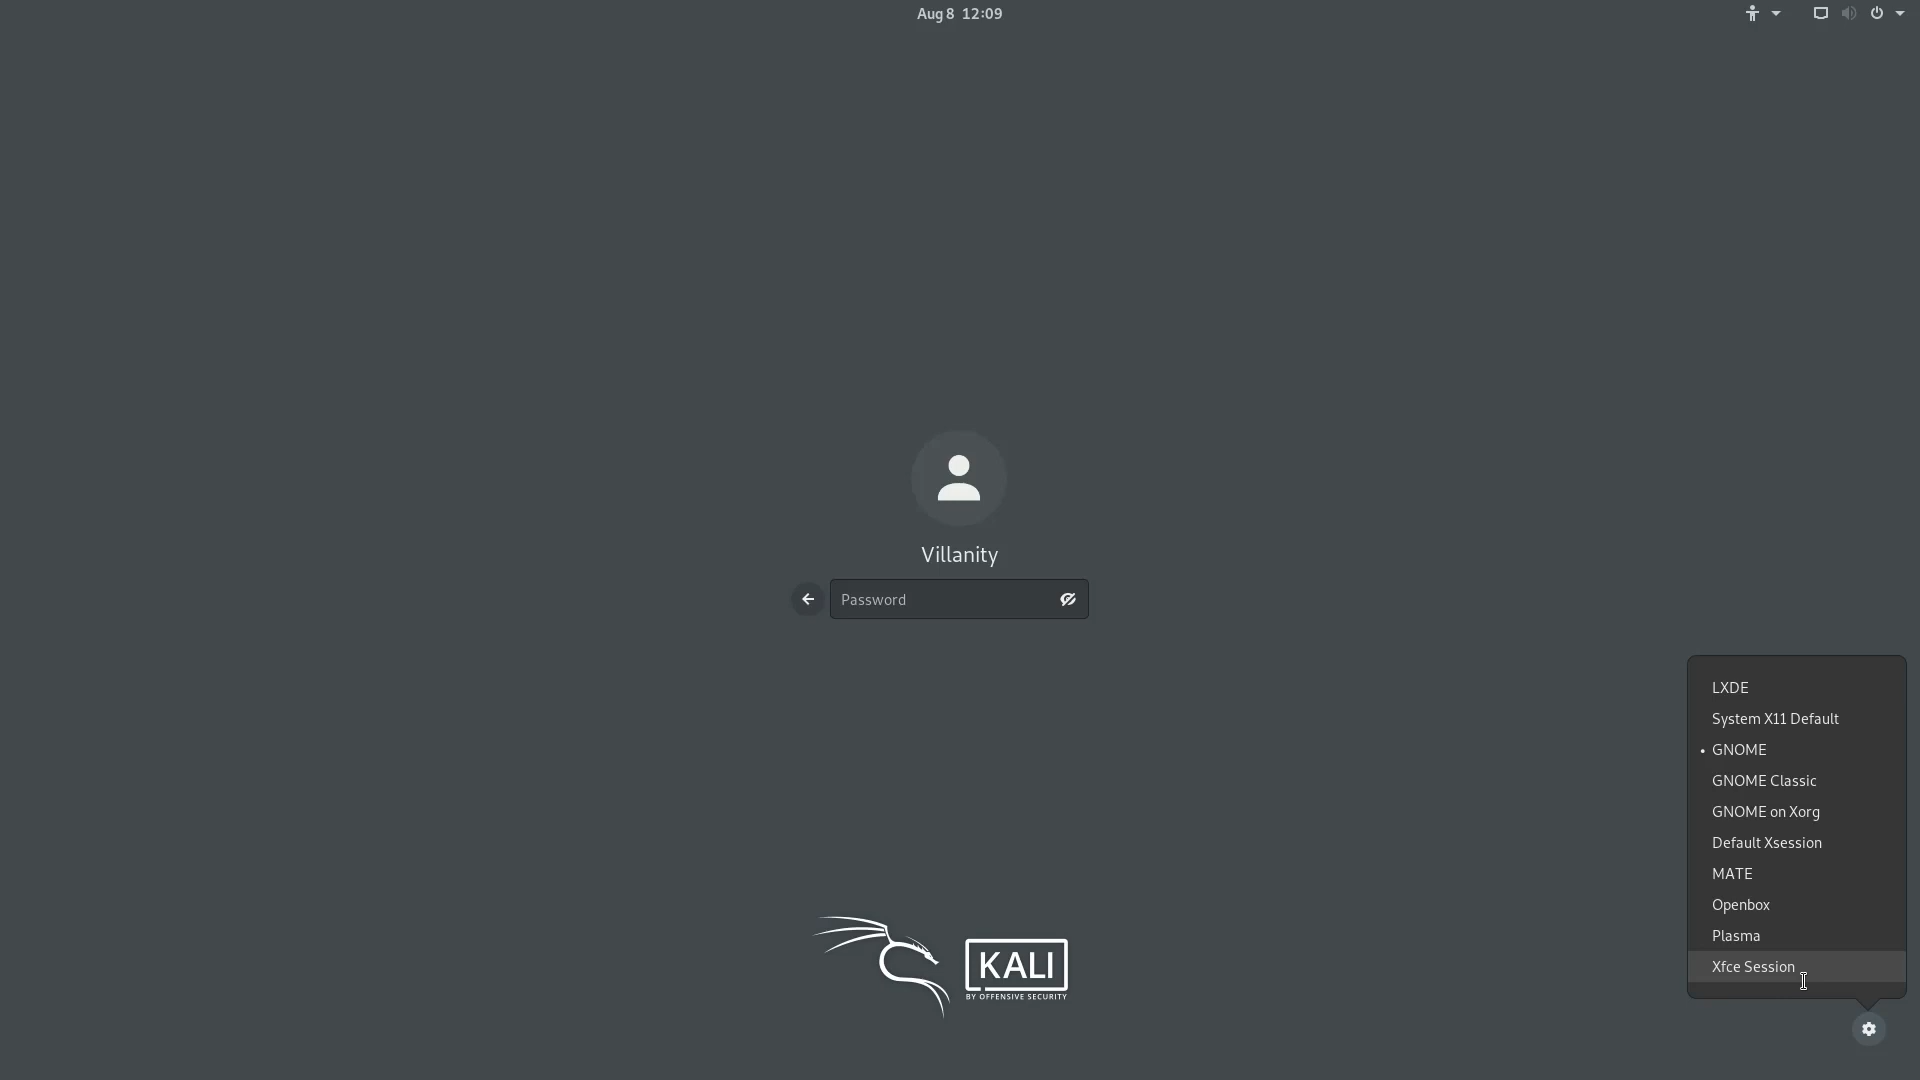 Aug 8 12:09
Villanity
Password
LXDE
System X11 Default
• GNOME
GNOME Classic
GNOME on Xorg
Default Xsession
MATE
Openbox
Plasma
Xfce Session
KALI
BY OFFENSIVE SECURITY